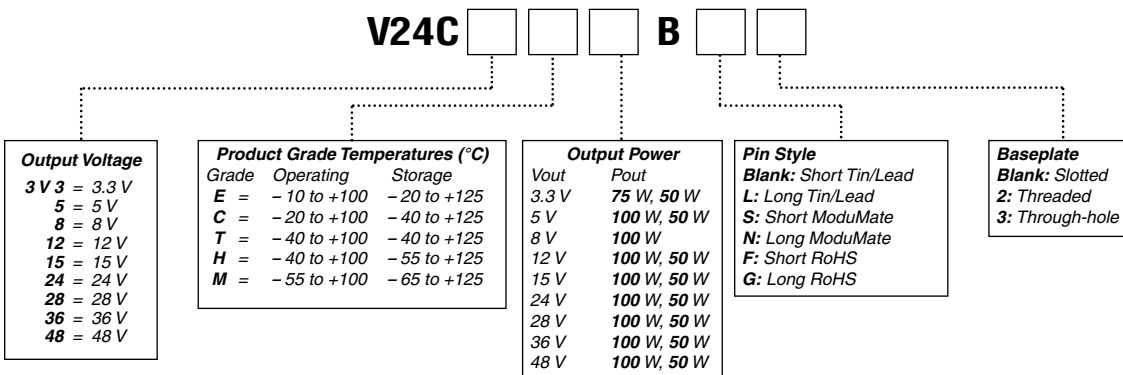 V24C B
Output Voltage
3 V 3 = 3.3 V
5 = 5 V
8 = 8 V
12 = 12 V
15 = 15 V
24 = 24 V
28 = 28 V
36 = 36 V
48 = 48 V
Product Grade Temperatures (°C)
Grade Operating Storage
E = – 10 to +100 – 20 to +125
C = – 20 to +100 – 40 to +125
T = – 40 to +100 – 40 to +125
H = – 40 to +100 – 55 to +125
M = – 55 to +100 – 65 to +125
Output Power
Vout Pout
3.3 V 75 W, 50 W
5 V 100 W, 50 W
8 V 100 W
12 V 100 W, 50 W
15 V 100 W, 50 W
24 V 100 W, 50 W
28 V 100 W, 50 W
36 V 100 W, 50 W
48 V 100 W, 50 W
Pin Style
Blank: Short Tin/Lead
L: Long Tin/Lead
S: Short ModuMate
N: Long ModuMate
F: Short RoHS
G: Long RoHS
Baseplate
Blank: Slotted
2: Threaded
3: Through-hole